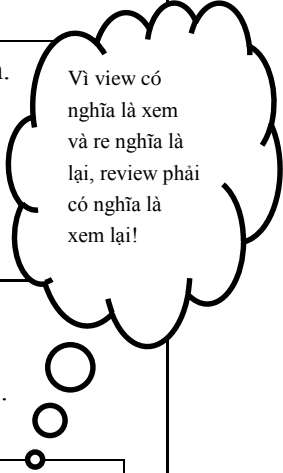 Vì view có
nghĩa là xem
và re nghĩa là
lại, review phải
có nghĩa là
xem lại!